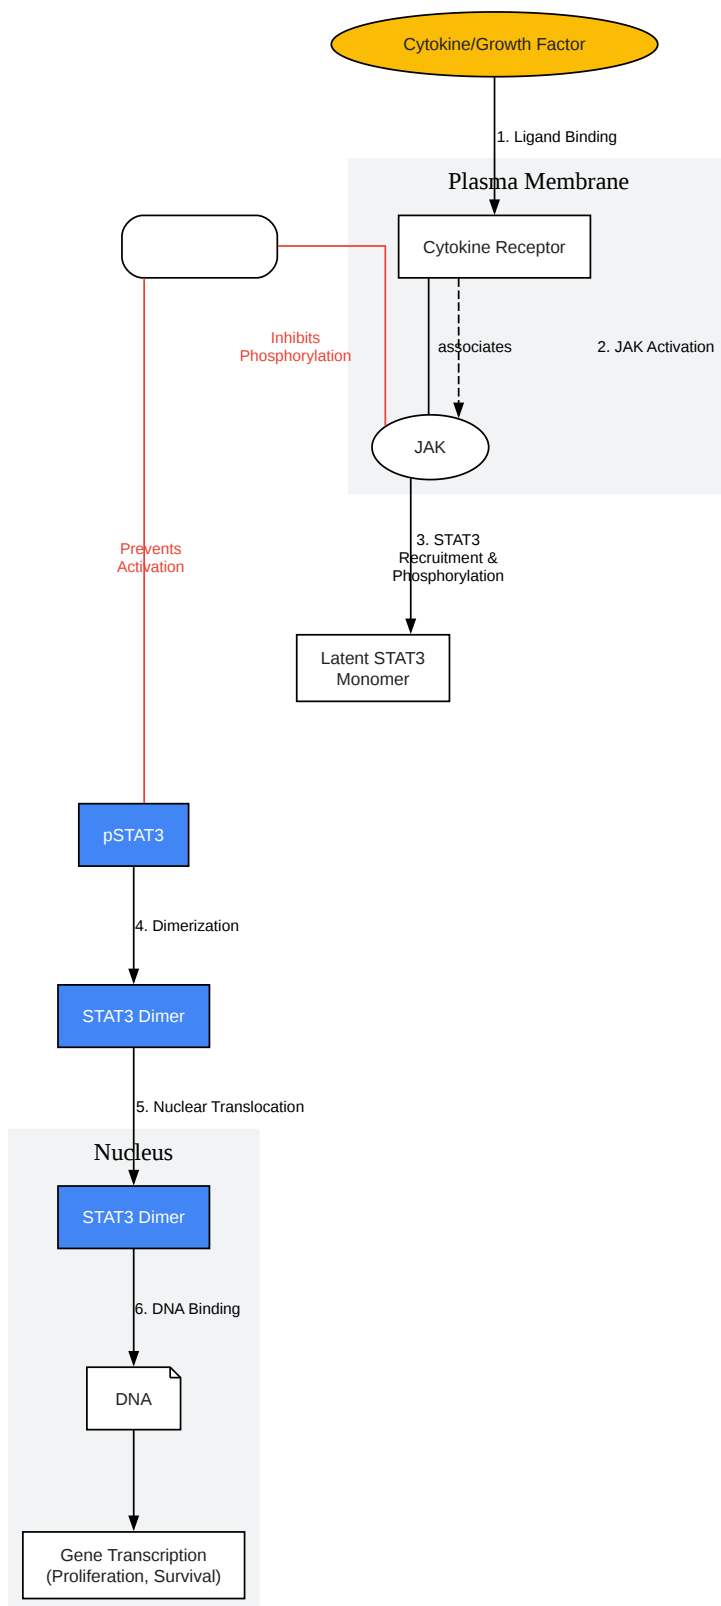 Cytokine/Growth Factor
1. Ligand Binding
Plasma Membrane
Cytokine Receptor
Inhibits
Phosphorylation
associates
2. JAK Activation
JAK
3. STAT3
Recruitment &
Phosphorylation
Prevents
Activation
Latent STAT3
Monomer
pSTAT3
4. Dimerization
STAT3 Dimer
5. Nuclear Translocation
Nucleus
STAT3 Dimer
6. DNA Binding
DNA
Gene Transcription
(Proliferation, Survival)